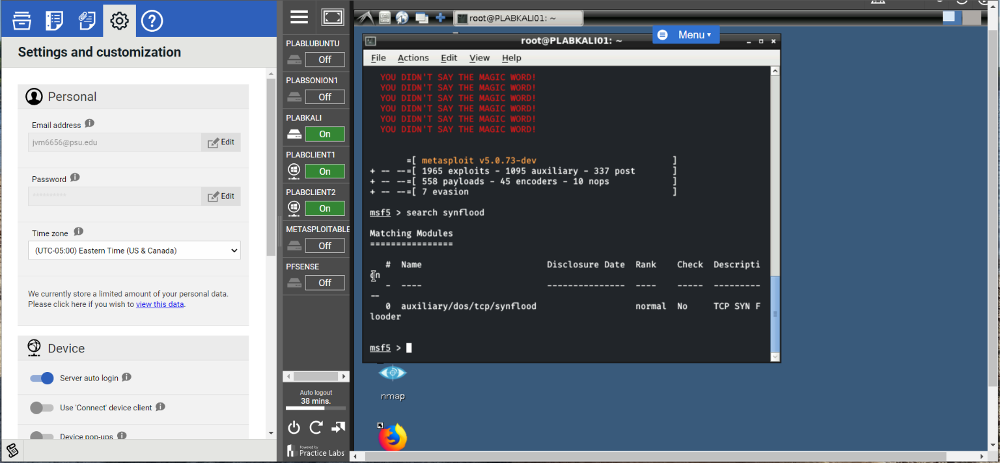 Settings and customization
Personal
Email address
jvm6656@psu.edu
Edit
Password
**********
Edit
Time zone
(UTC-05:00) Eastern Time (US & Canada)
We currently store a limited amount of your personal data.
Please click here if you wish to view this data.
Device
Server auto login
Use 'Connect' device client
Device pop-ups
PLABLUBUNTU
Off
PLABSONION1
Off
PLABKALI
On
PLABCLIENT1
On
PLABCLIENT2
On
METASPLOITABLE
Off
PFSENSE
Off
Auto logout
38 mins.
Powered by
Practice Labs
root@PLABKALI01: ~
Menu
root@PLABKALI01: ~
File Actions Edit View Help
YOU DIDN'T SAY THE MAGIC WORD!
YOU DIDN'T SAY THE MAGIC WORD!
YOU DIDN'T SAY THE MAGIC WORD!
YOU DIDN'T SAY THE MAGIC WORD!
YOU DIDN'T SAY THE MAGIC WORD!
YOU DIDN'T SAY THE MAGIC WORD!
=[ metasploit v5.0.73-dev ]
+ -- --=[ 1965 exploits - 1095 auxiliary - 337 post ]
+ -- --=[ 558 payloads - 45 encoders - 10 nops ]
+ -- --=[ 7 evasion ]
msf5 > search synflood
Matching Modules
================
# Name Disclosure Date Rank Check Descripti
on
- ---- --------------- ---- ----- ---------
--
0 auxiliary/dos/tcp/synflood normal No TCP SYN F
looder
msf5 >
nmap